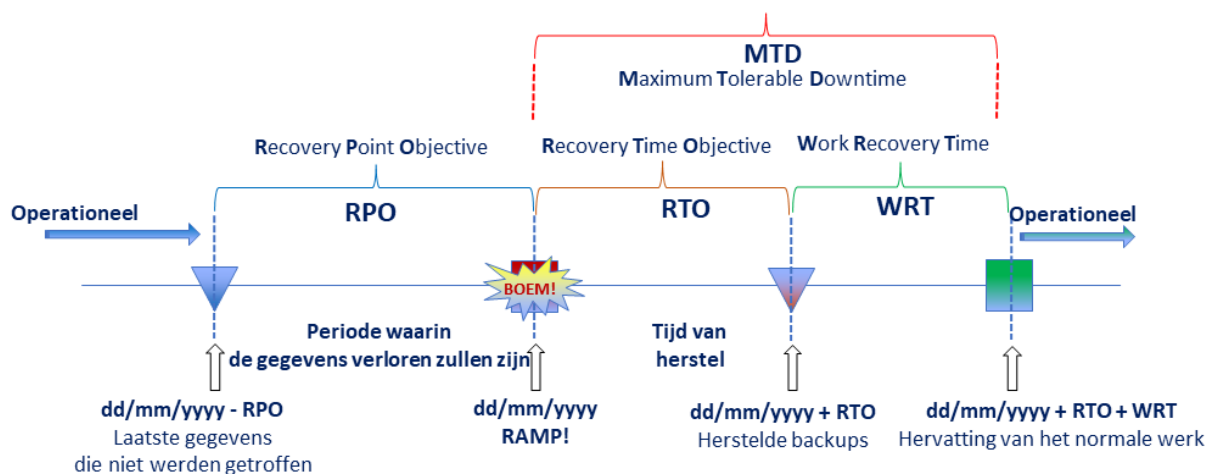 MTD
Maximum Tolerable Downtime
Recovery Point Objective
Recovery Time Objective
Work Recovery Time
Operationeel
RPO
RTO
WRT
Operationeel
BOEM!
Periode waarin
de gegevens verloren zullen zijn
Tijd van
herstel
dd/mm/yyyy - RPO
Laatste gegevens
die niet werden getroffen
dd/mm/yyyy
RAMP!
dd/mm/yyyy + RTO
Herstelde backups
dd/mm/yyyy + RTO + WRT
Hervatting van het normale werk